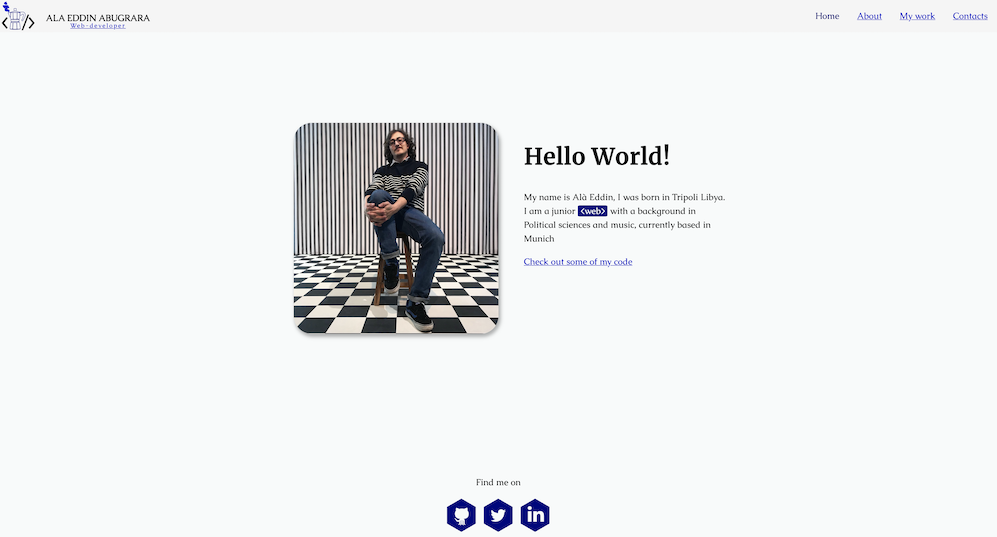 ALA EDDIN ABUGRARA
Web-developer
Home About My work Contacts
Hello World!
My name is Alà Eddin, I was born in Tripoli Libya.
I am a junior <web> with a background in
Political sciences and music, currently based in
Munich
Check out some of my code
Find me on
in